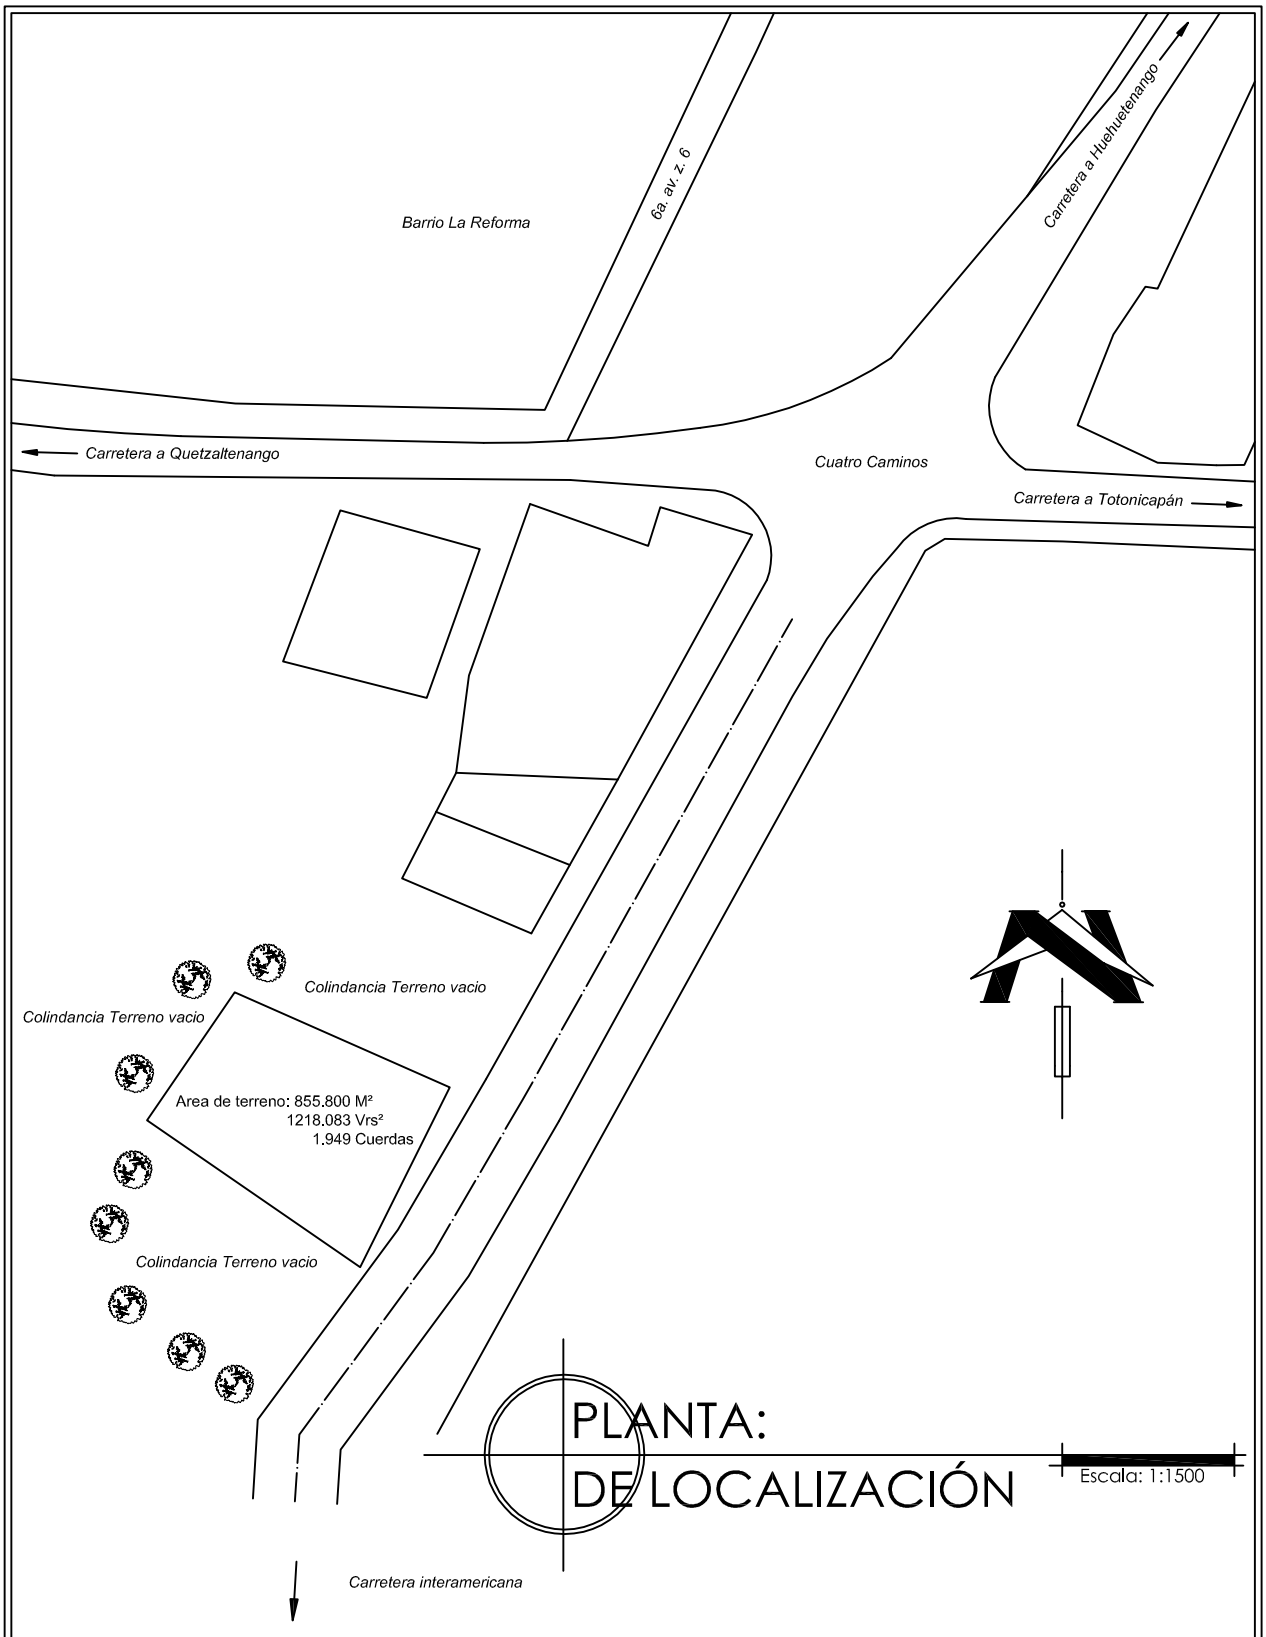 Carretera a Huehuetenango
6a. av. z. 6
Barrio La Reforma
Carretera a Quetzaltenango
Cuatro Caminos
Carretera a Totonicapán
Colindancia Terreno vacio
Colindancia Terreno vacio
Area de terreno: 855.800 M²
1218.083 Vrs²
1.949 Cuerdas
Colindancia Terreno vacio
PLANTA:
DE LOCALIZACIÓN
Escala: 1:1500
Carretera interamericana